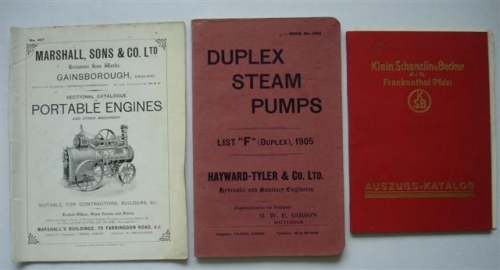 No. 407
MARSHALL, SONS & CO. LTD
Britannia Iron Works
GAINSBOROUGH, ENGLAND
SECTIONAL CATALOGUE
PORTABLE ENGINES
AND OTHER MACHINERY
SUITABLE FOR CONTRACTORS, BUILDERS, &c.
MARSHALL'S BUILDINGS, 79 FARRINGDON ROAD, E.C.
DUPLEX
STEAM
PUMPS
LIST "F" (DUPLEX), 1905
HAYWARD-TYLER & CO. LTD.
Hydraulic and Sanitary Engineers
G. W. E. GIBSON
Klein, Schanzlin & Becker
A.G.
Frankenthal (Pfalz)
KSB
AUSZUGS-KATALOG